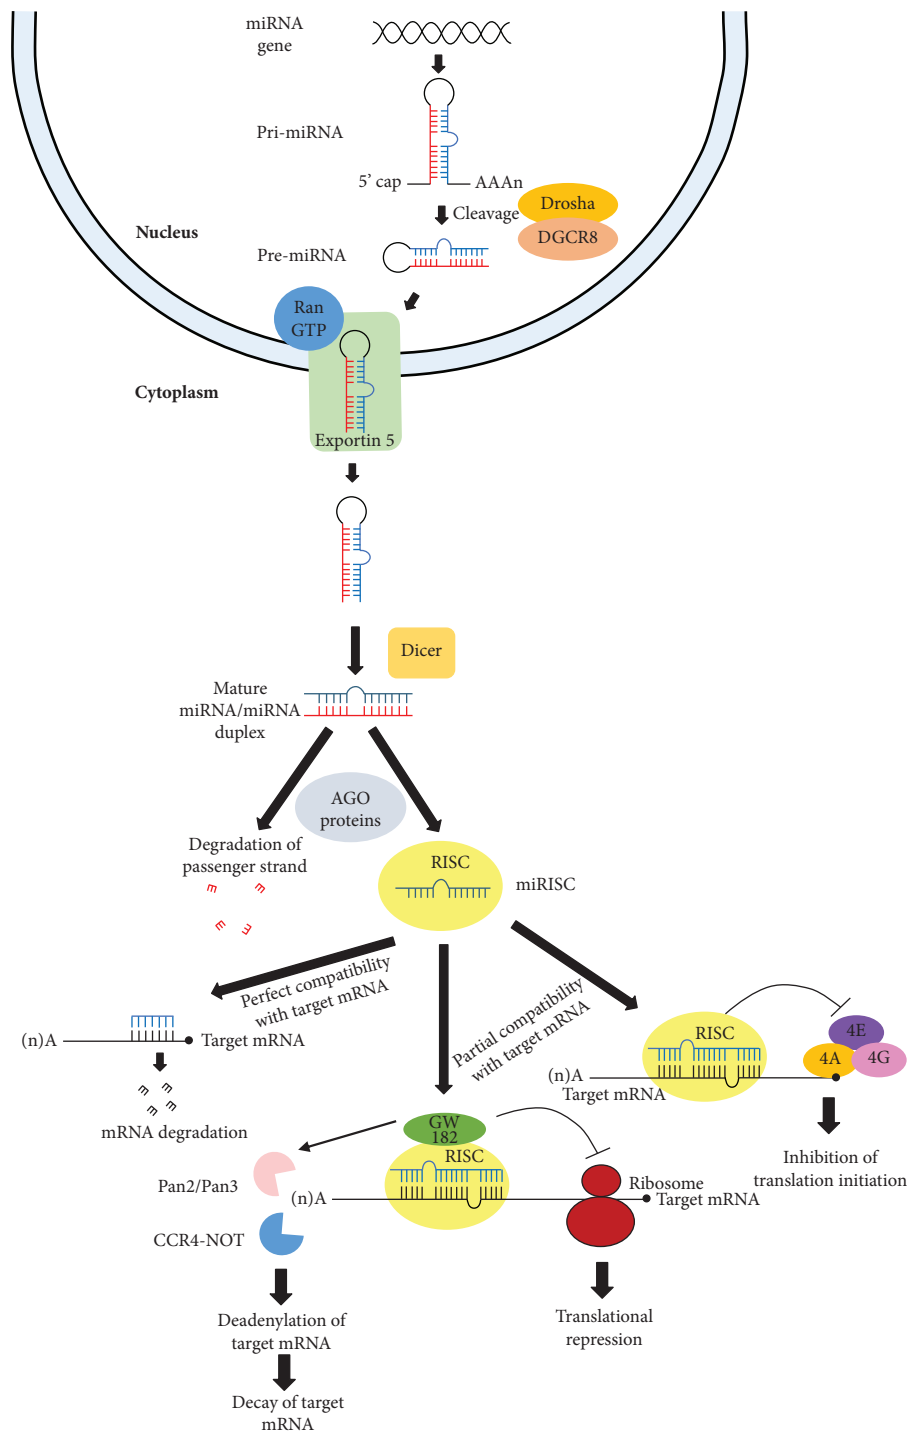 miRNA
gene
Pri-miRNA
5' cap
AAAn
Cleavage
Drosha
DGCR8
Nucleus
Pre-miRNA
Ran
GTP
Cytoplasm
Exportin 5
Dicer
Mature
miRNA/miRNA
duplex
AGO
proteins
Degradation of
passenger strand
RISC
miRISC
Perfect compatibility
with target mRNA
Partial compatibility
with target mRNA
(n)A
Target mRNA
mRNA degradation
RISC
4E
4A
4G
(n)A
Target mRNA
Inhibition of
translation initiation
GW
182
RISC
Pan2/Pan3
(n)A
Ribosome
Target mRNA
CCR4-NOT
Deadenylation of
target mRNA
Translational
repression
Decay of target
mRNA